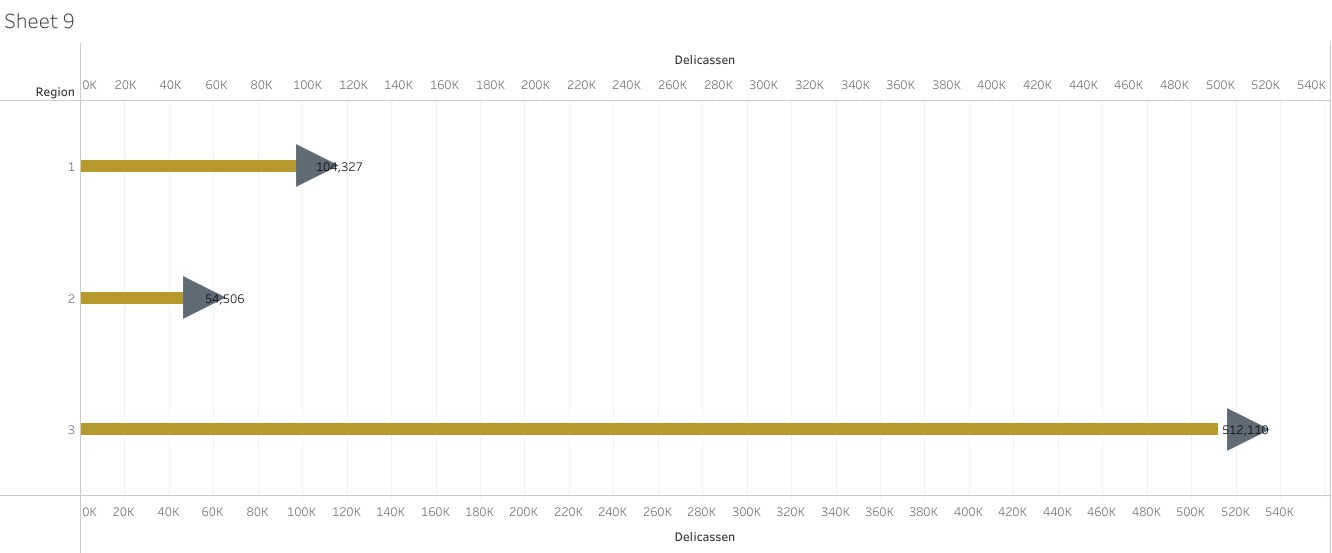 Sheet 9
Delicassen
Region 0K 20K 40K 60K 80K 100K 120K 140K 160K 180K 200K 220K 240K 260K 280K 300K 320K 340K 360K 380K 400K 420K 440K 460K 480K 500K 520K 540K
1 104,327
2 54,506
3 512,110
0K 20K 40K 60K 80K 100K 120K 140K 160K 180K 200K 220K 240K 260K 280K 300K 320K 340K 360K 380K 400K 420K 440K 460K 480K 500K 520K 540K
Delicassen